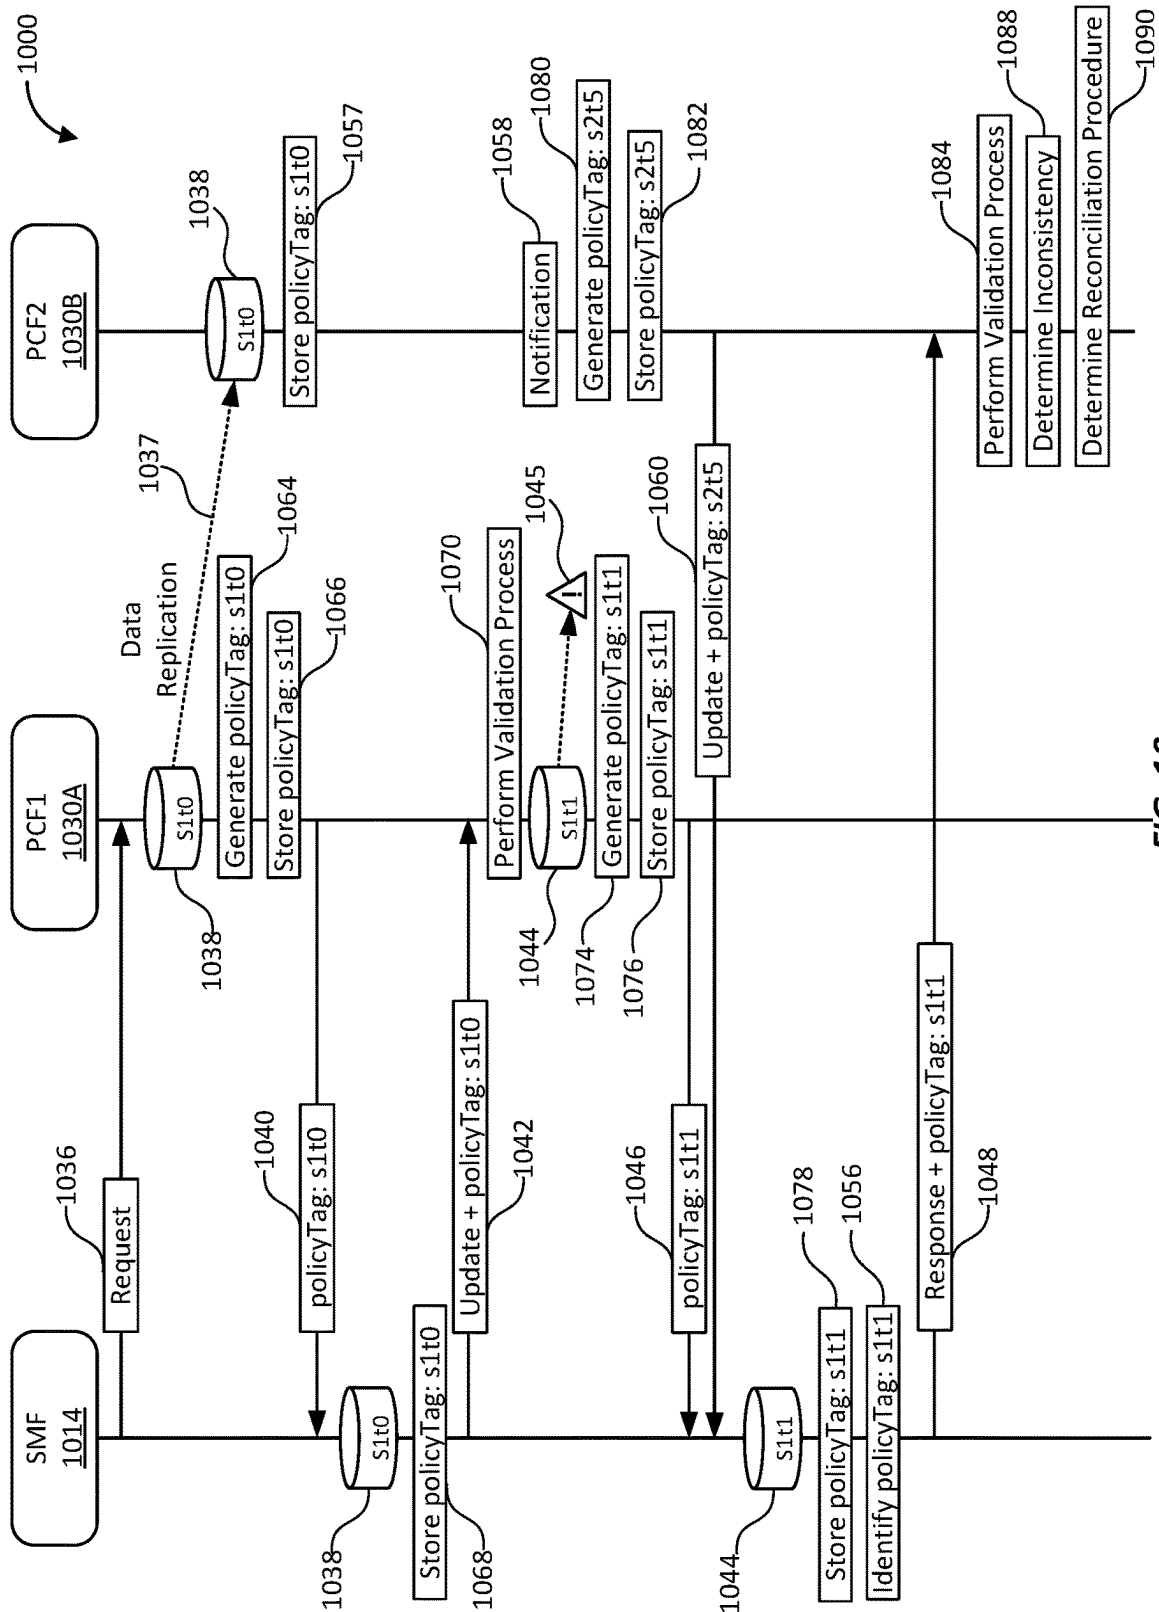 1000
SMF
1014
PCF1
1030A
PCF2
1030B
1036
Request
S1t0
1038
Data
Replication
1037
S1t0
1038
Generate policyTag: s1t0
1064
Store policyTag: s1t0
1066
Store policyTag: s1t0
1057
1040
policyTag: s1t0
S1t0
1038
Store policyTag: s1t0
1068
Update + policyTag: s1t0
1042
Perform Validation Process
1070
S1t1
1044
!
1045
Generate policyTag: s1t1
1074
Store policyTag: s1t1
1076
Notification
1058
Generate policyTag: s2t5
1080
Store policyTag: s2t5
1082
1046
policyTag: s1t1
Update + policyTag: s2t5
1060
S1t1
1044
Store policyTag: s1t1
1078
Identify policyTag: s1t1
1056
Response + policyTag: s1t1
1048
Perform Validation Process
1084
Determine Inconsistency
1088
Determine Reconciliation Procedure
1090